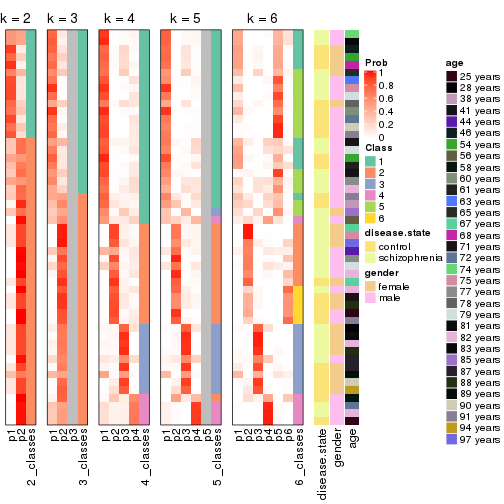 k = 2
k = 3
k = 4
k = 5
k = 6
p1
p2
2_classes
p1
p2
p3
3_classes
p1
p2
p3
p4
4_classes
p1
p2
p3
p4
p5
5_classes
p1
p2
p3
p4
p5
p6
6_classes
disease.state
gender
age
Prob
1
0.8
0.6
0.4
0.2
0
Class
1
2
3
4
5
6
disease.state
control
schizophrenia
gender
female
male
age
25 years
28 years
38 years
41 years
44 years
46 years
54 years
56 years
58 years
60 years
61 years
63 years
65 years
67 years
68 years
71 years
72 years
74 years
75 years
77 years
78 years
79 years
81 years
82 years
83 years
85 years
87 years
88 years
89 years
90 years
91 years
94 years
97 years